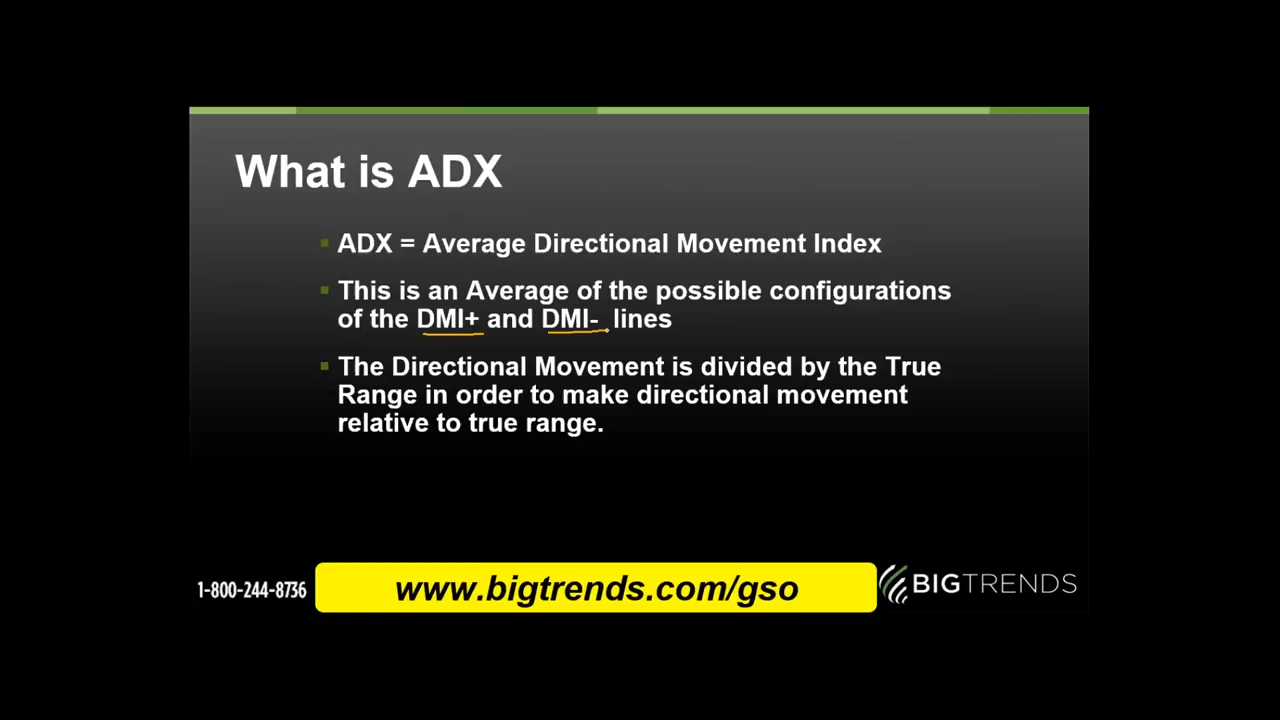 What is ADX
ADX = Average Directional Movement Index
This is an Average of the possible configurations
of the DMI+ and DMI- lines
The Directional Movement is divided by the True
Range in order to make directional movement
relative to true range.
1-800-244-8736
www.bigtrends.com/gso
BIGTRENDS